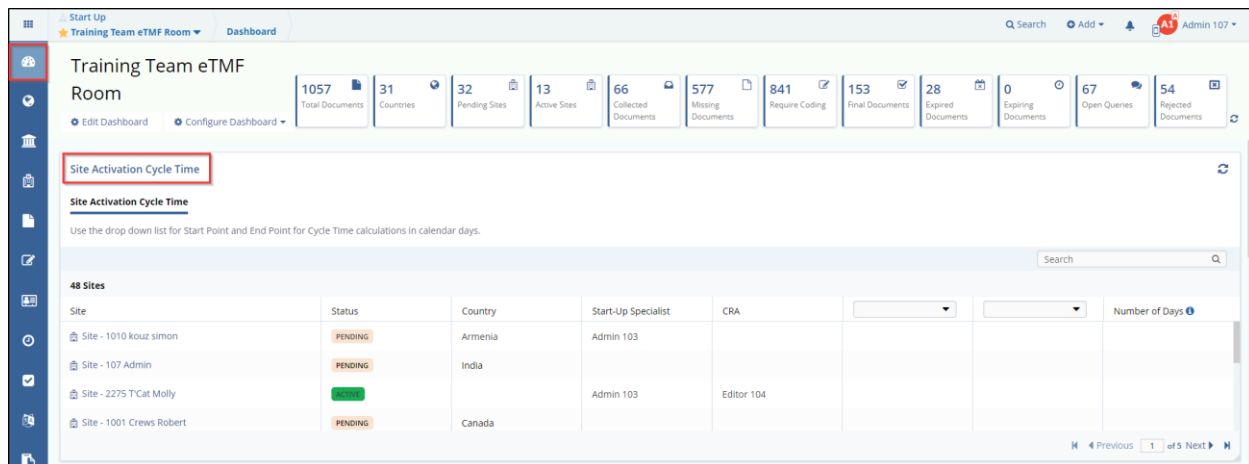 Start Up
Training Team eTMF Room Dashboard
Search Add A1 A Admin 107
Training Team eTMF
Room
Edit Dashboard Configure Dashboard
1057
Total Documents
31
Countries
32
Pending Sites
13
Active Sites
66
Collected
Documents
577
Missing
Documents
841
Require Coding
153
Final Documents
28
Expired
Documents
0
Expiring
Documents
67
Open Queries
54
Rejected
Documents
Site Activation Cycle Time
Site Activation Cycle Time
Use the drop down list for Start Point and End Point for Cycle Time calculations in calendar days.
Search
48 Sites
Site Status Country Start-Up Specialist CRA Number of Days
Site - 1010 kouz simon PENDING Armenia Admin 103
Site - 107 Admin PENDING India
Site - 2275 T'Cat Molly ACTIVE Admin 103 Editor 104
Site - 1001 Crews Robert PENDING Canada
Previous 1 of 5 Next